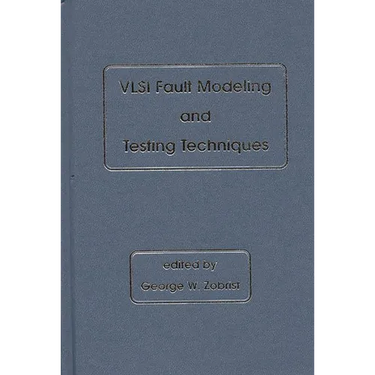 VLSI Fault Modeling
and
Testing Techniques
edited by
George W. Zobrist